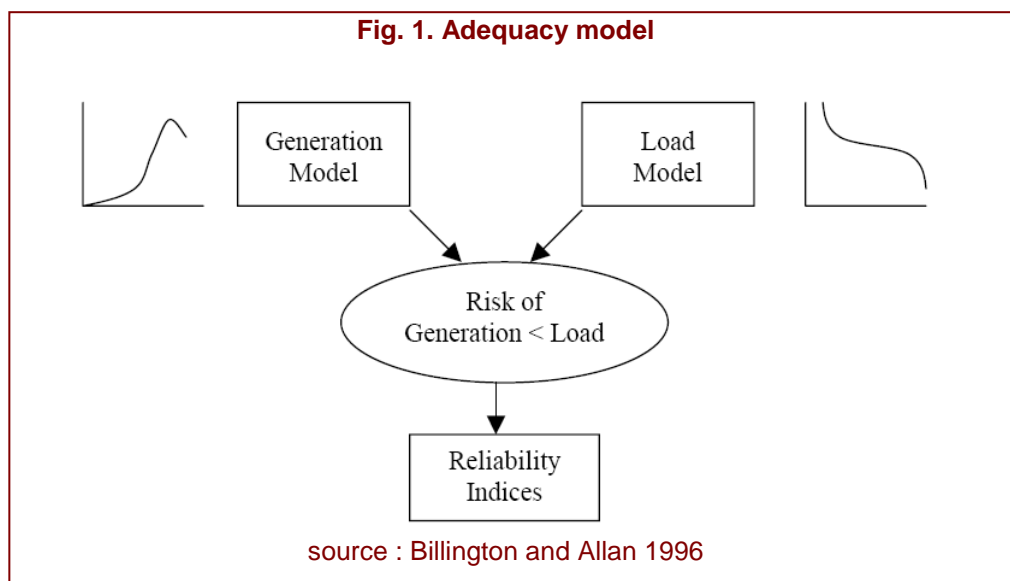 Fig. 1. Adequacy model
Generation
Model
Load
Model
Risk of
Generation < Load
Reliability
Indices
source : Billington and Allan 1996